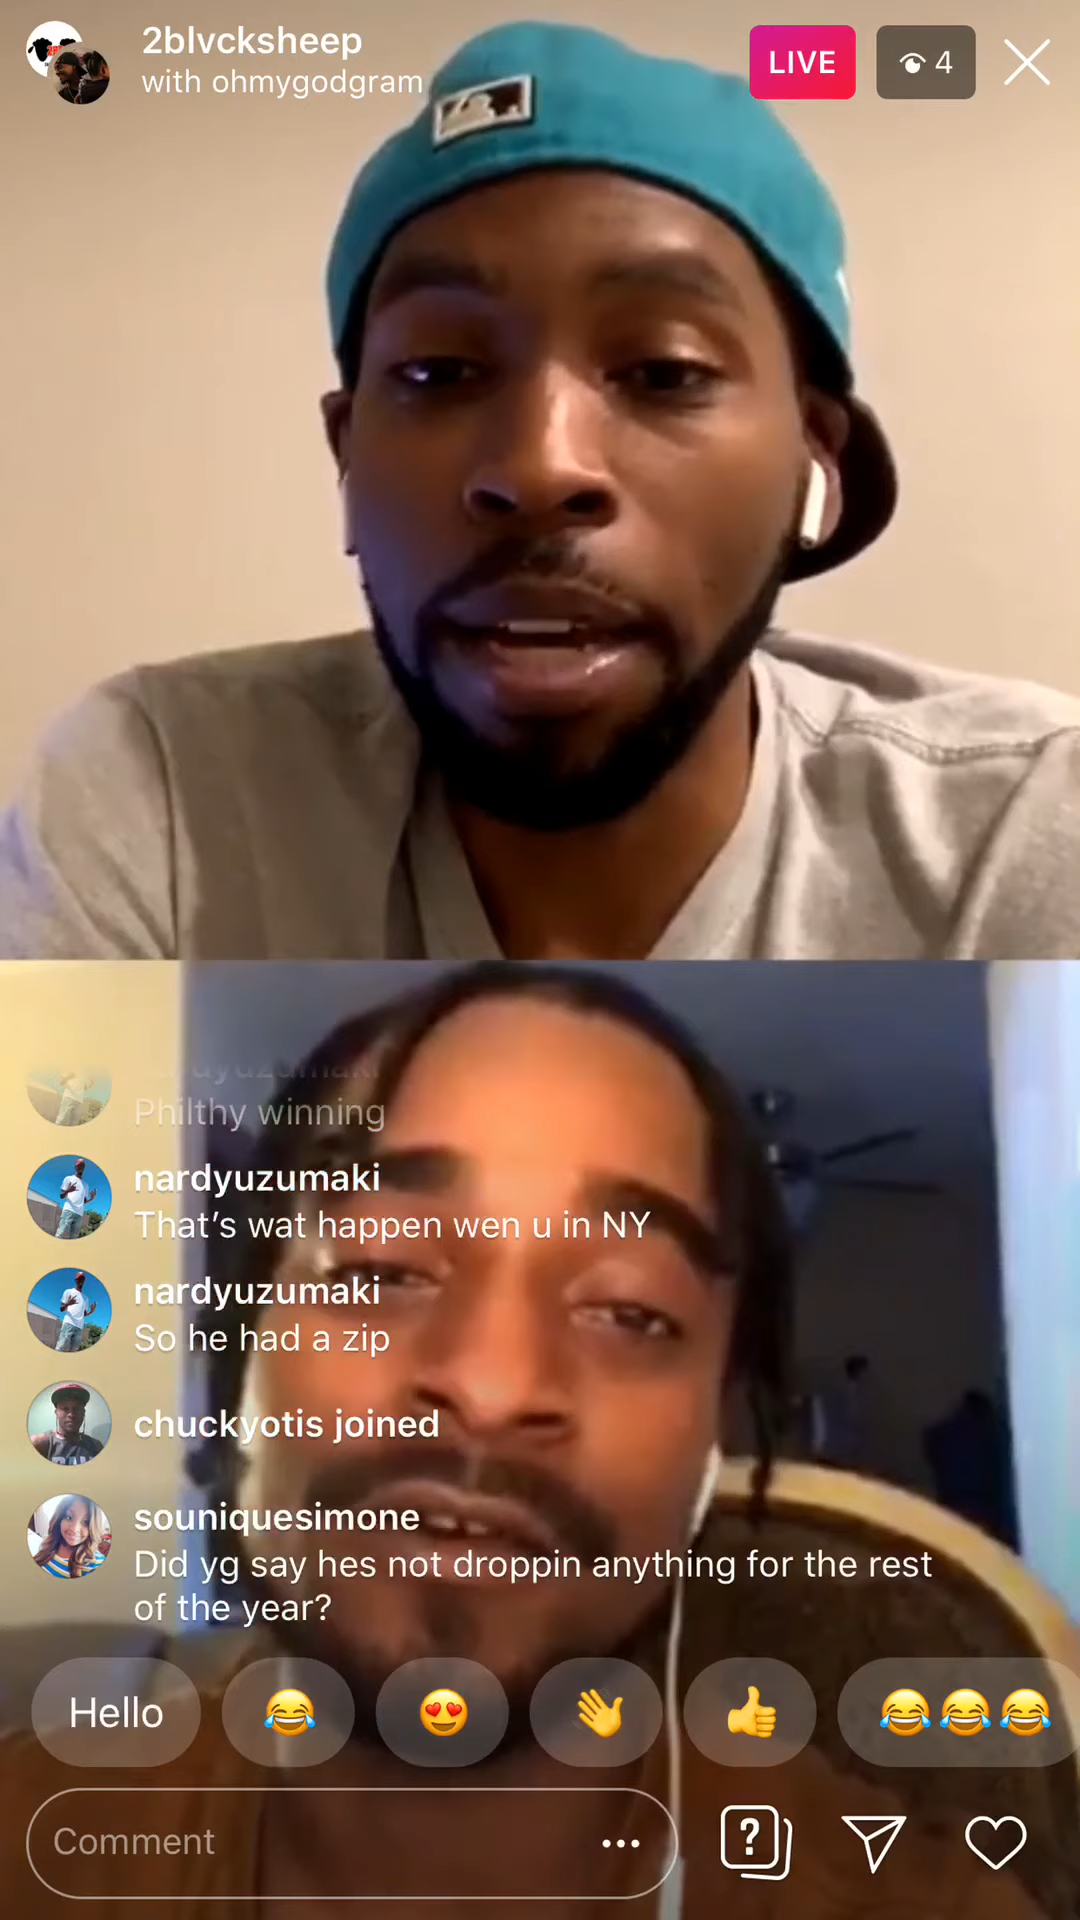 2blvcksheep
with ohmygodgram
LIVE
4
Philthy winning
nardyuzumaki
That's wat happen wen u in NY
nardyuzumaki
So he had a zip
chuckyotis joined
souniquesimone
Did yg say hes not droppin anything for the rest
of the year?
Hello
Comment